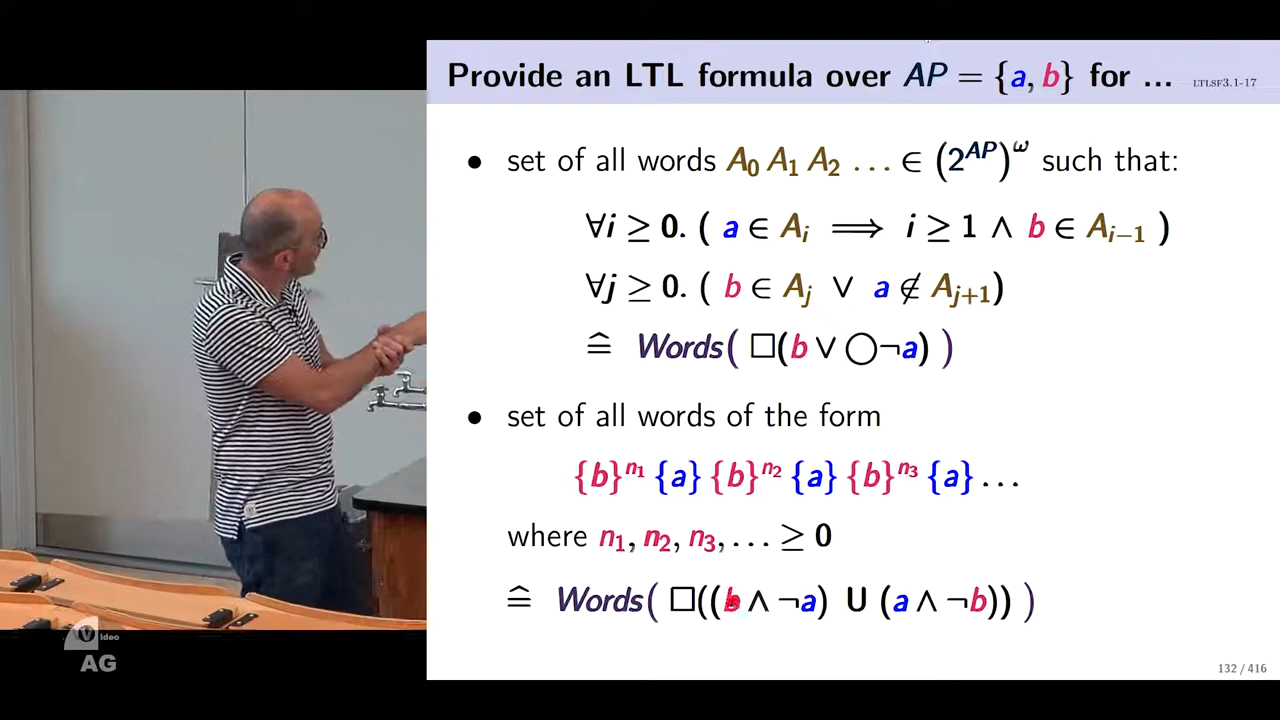 Provide an LTL formula over AP = {a, b} for ... LTLSF3.1-17
• set of all words A₀ A₁ A₂ ... ∈ (2^AP)^ω such that:
∀i ≥ 0. ( a ∈ Aᵢ ⟹ i ≥ 1 ∧ b ∈ Aᵢ₋₁ )
∀j ≥ 0. ( b ∈ Aⱼ ∨ a ∉ Aⱼ₊₁)
≙ Words( □(b ∨ ◯¬a) )
• set of all words of the form
{b}^n₁ {a} {b}^n₂ {a} {b}^n₃ {a} ...
where n₁, n₂, n₃, ... ≥ 0
≙ Words( □((b ∧ ¬a) U (a ∧ ¬b)) )
132 / 416
Video
AG